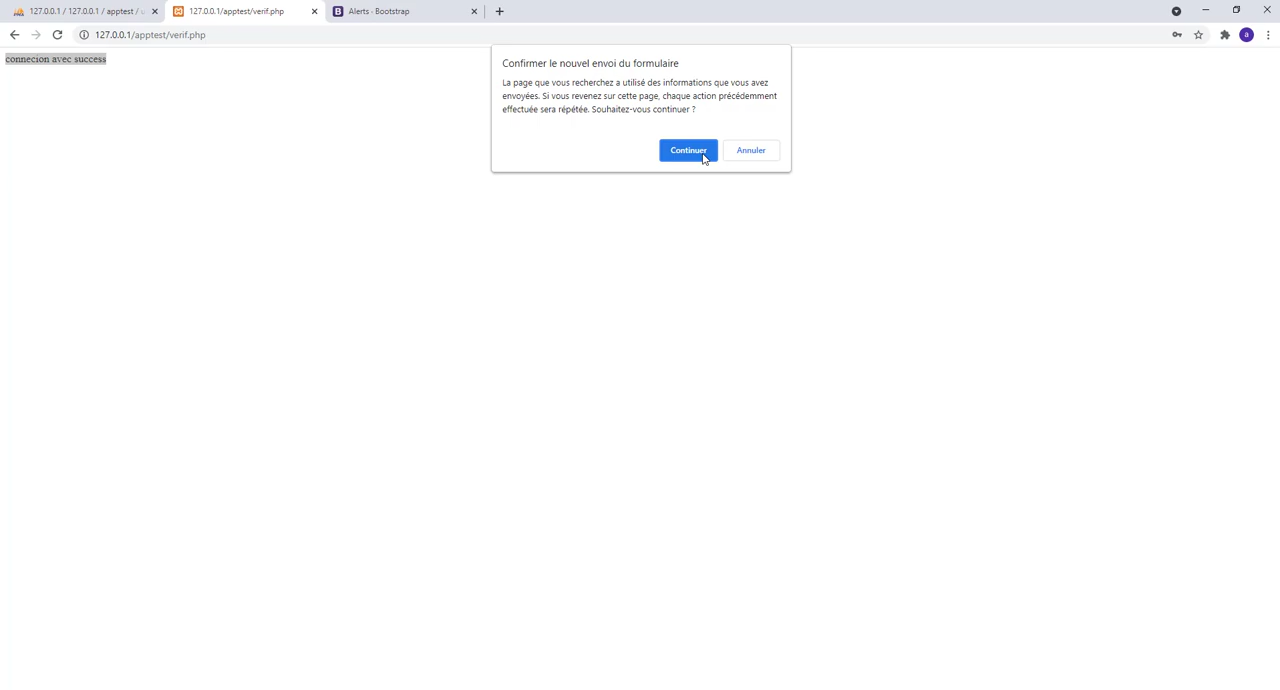 127.0.0.1 / 127.0.0.1 / apptest / u
127.0.0.1/apptest/verif.php
Alerts · Bootstrap
127.0.0.1/apptest/verif.php
a
connecion avec success
Confirmer le nouvel envoi du formulaire
La page que vous recherchez a utilisé des informations que vous avez
envoyées. Si vous revenez sur cette page, chaque action précédemment
effectuée sera répétée. Souhaitez-vous continuer ?
Continuer
Annuler